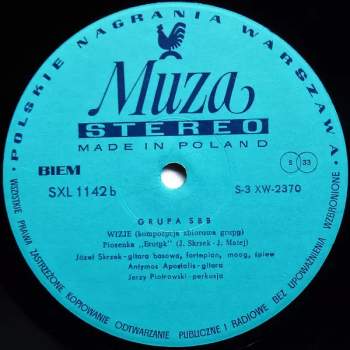 • POLSKIE NAGRANIA WARSZAWA •
Muza
STEREO
MADE IN POLAND
BIEM
S 33
SXL 1142 b
S-3 XW-2370
GRUPA SBB
WIZJE (kompozycja zbiorowa grupy)
Piosenka „Erotyk" (J. Skrzek - J. Matej)
Józef Skrzek-gitara basowa, fortepian, moog, śpiew
Antymos Apostolis-gitara
Jerzy Piotrowski-perkusja
WSZYSTKIE PRAWA ZASTRZEŻONE KOPIOWANIE ODTWARZANIE PUBLICZNE I RADIOWE BEZ UPOWAŻNIENIA WZBRONIONE